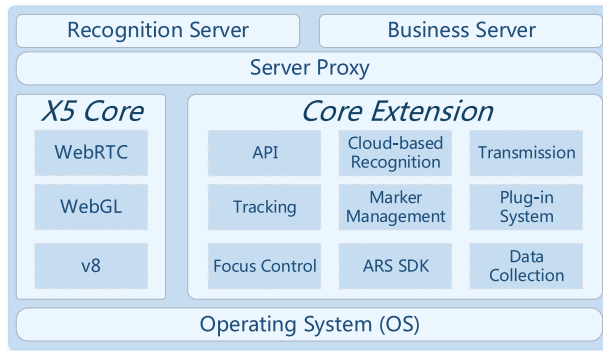 Recognition Server
Business Server
Server Proxy
X5 Core
Core Extension
WebRTC
API
Cloud-based
Recognition
Transmission
WebGL
Tracking
Marker
Management
Plug-in
System
v8
Focus Control
ARS SDK
Data
Collection
Operating System (OS)